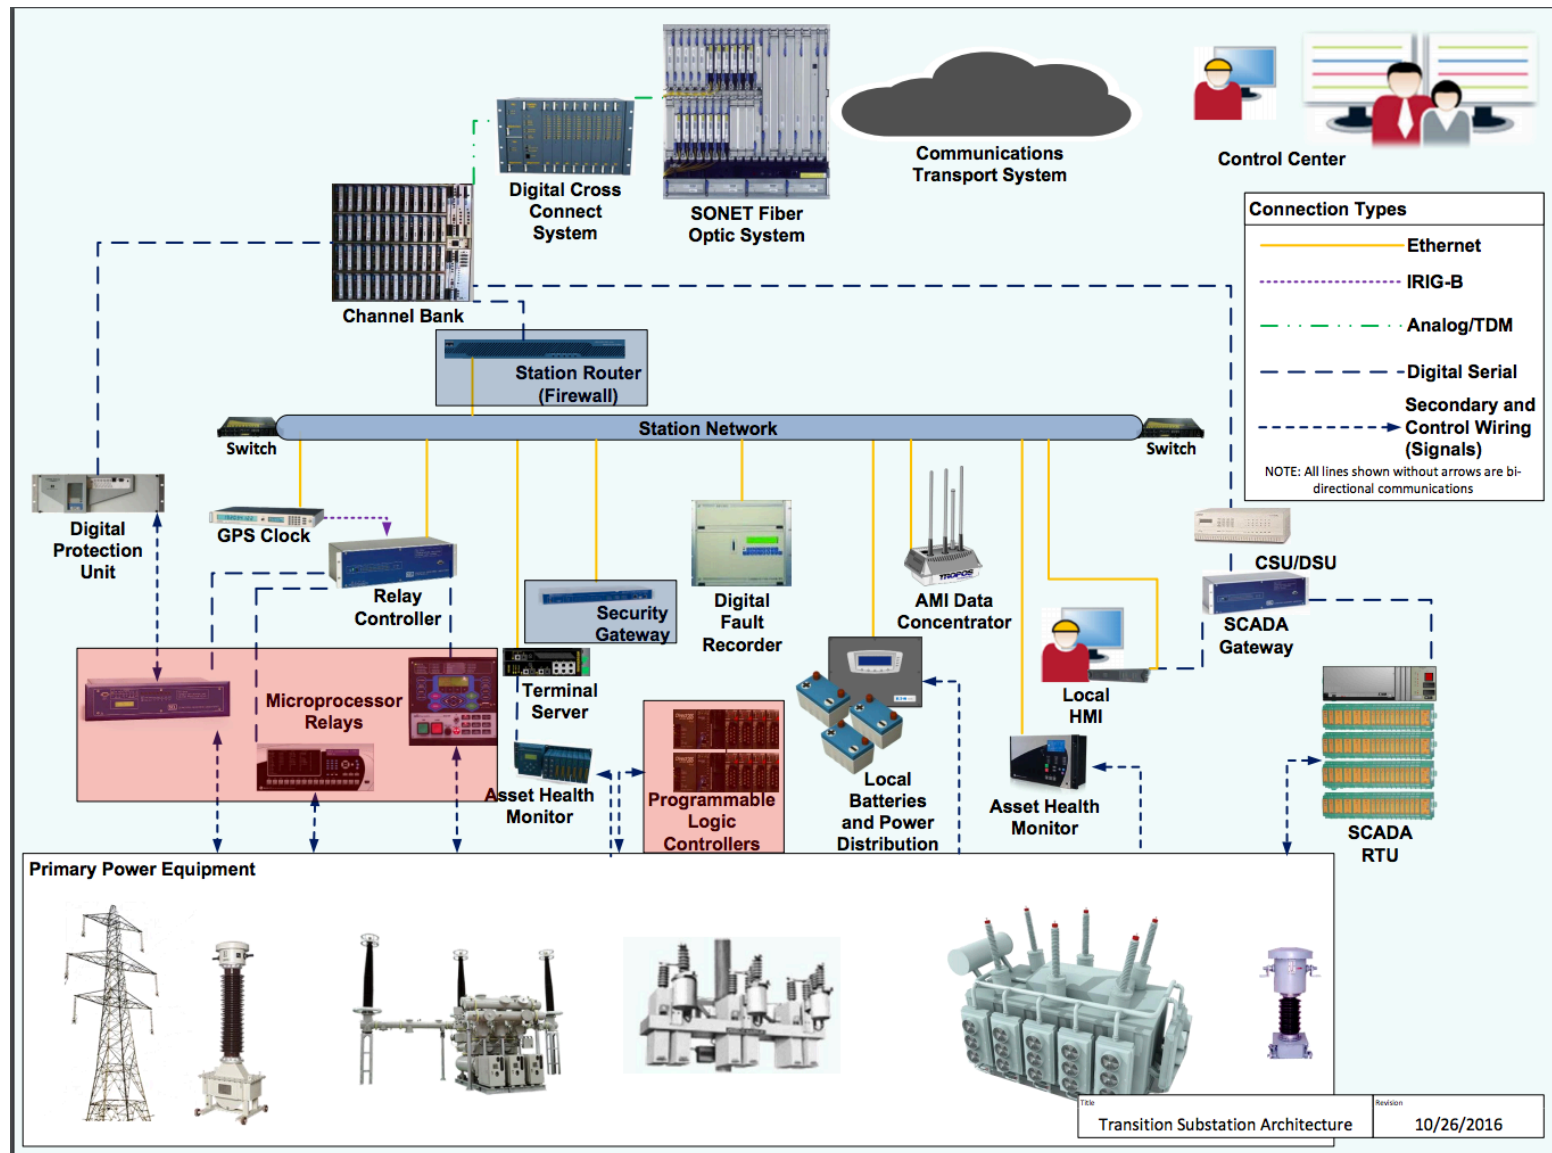 Communications
Transport System
Control Center
Digital Cross
Connect
System
SONET Fiber
Optic System
Connection Types
Ethernet
IRIG-B
Analog/TDM
Digital Serial
Secondary and
Control Wiring
(Signals)
NOTE: All lines shown without arrows are bi-
directional communications
Channel Bank
Station Router
(Firewall)
Station Network
Switch
Switch
Digital
Protection
Unit
GPS Clock
Relay
Controller
Security
Gateway
Digital
Fault
Recorder
TROPOS
AMI Data
Concentrator
CSU/DSU
SCADA
Gateway
Local
HMI
Microprocessor
Relays
Terminal
Server
Asset Health
Monitor
Programmable
Logic
Controllers
Local
Batteries
and Power
Distribution
Asset Health
Monitor
SCADA
RTU
Primary Power Equipment
Title
Transition Substation Architecture
Revision
10/26/2016